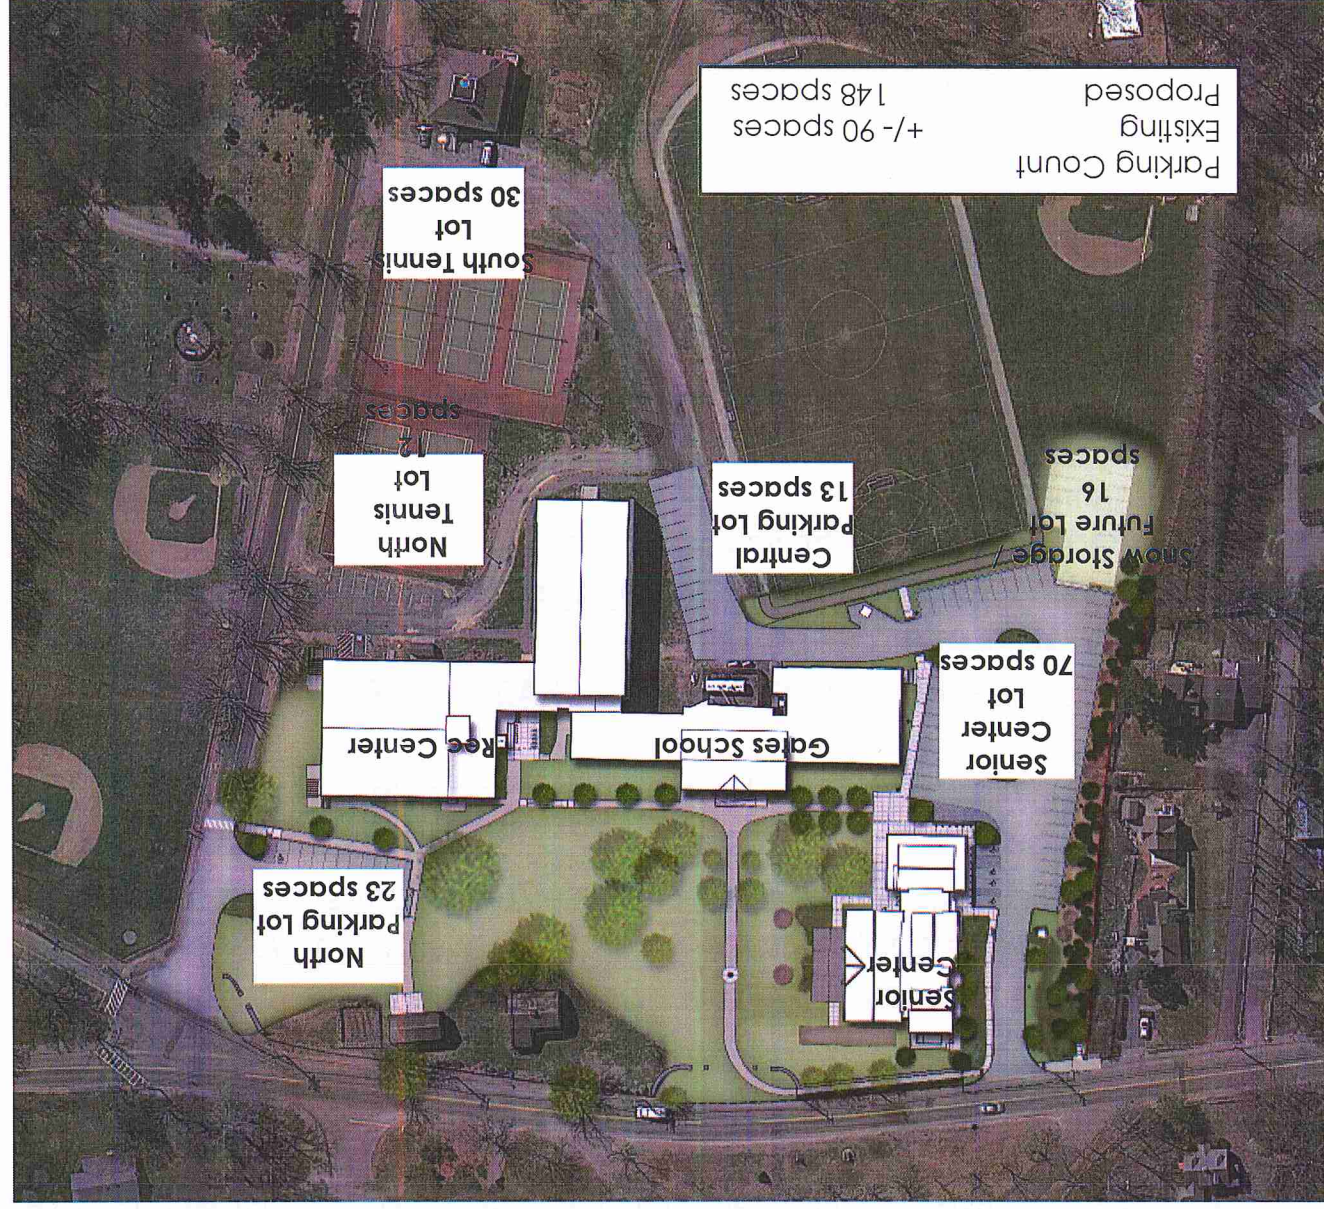 Senior
Center
North
Parking Lot
23 spaces
Senior
Center
Lot
70 spaces
Gates School
Rec Center
Snow Storage /
Future Lot
16
spaces
Central
Parking Lot
13 spaces
North
Tennis
Lot
12
spaces
South Tennis
Lot
30 spaces
Parking Count
Existing +/- 90 spaces
Proposed 148 spaces